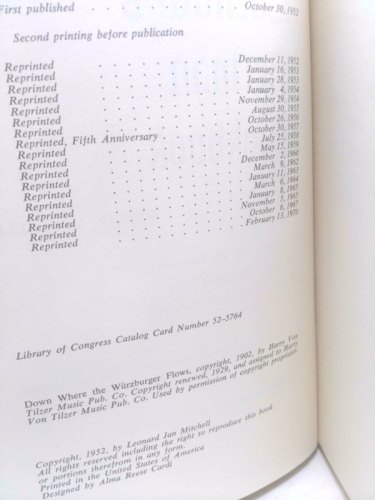 First published . . . . . . . October 30, 1952
Second printing before publication
Reprinted . . . . . . . December 11, 1952
Reprinted . . . . . . . January 16, 1953
Reprinted . . . . . . . January 28, 1953
Reprinted . . . . . . . January 4, 1954
Reprinted . . . . . . . November 29, 1954
Reprinted . . . . . . . August 30, 1955
Reprinted . . . . . . . October 26, 1956
Reprinted, Fifth Anniversary . . . . October 30, 1957
Reprinted . . . . . . . July 25, 1958
Reprinted . . . . . . . May 15, 1959
Reprinted . . . . . . . December 2, 1960
Reprinted . . . . . . . March 9, 1962
Reprinted . . . . . . . January 11, 1963
Reprinted . . . . . . . March 6, 1964
Reprinted . . . . . . . January 8, 1965
Reprinted . . . . . . . November 5, 1965
Reprinted . . . . . . . October 6, 1967
Reprinted . . . . . . . February 13, 1970
Library of Congress Catalog Card Number 52-5764
Down Where the Würzburger Flows, copyright, 1902, by Harry Von
Tilzer Music Pub. Co. Copyright renewed, 1929, and assigned to Harry
Von Tilzer Music Pub. Co. Used by permission of copyright proprietor.
Copyright, 1952, by Leonard Jan Mitchell
All rights reserved including the right to reproduce this book
or portions therefrom in any form.
Printed in the United States of America
Designed by Alma Reese Cardi